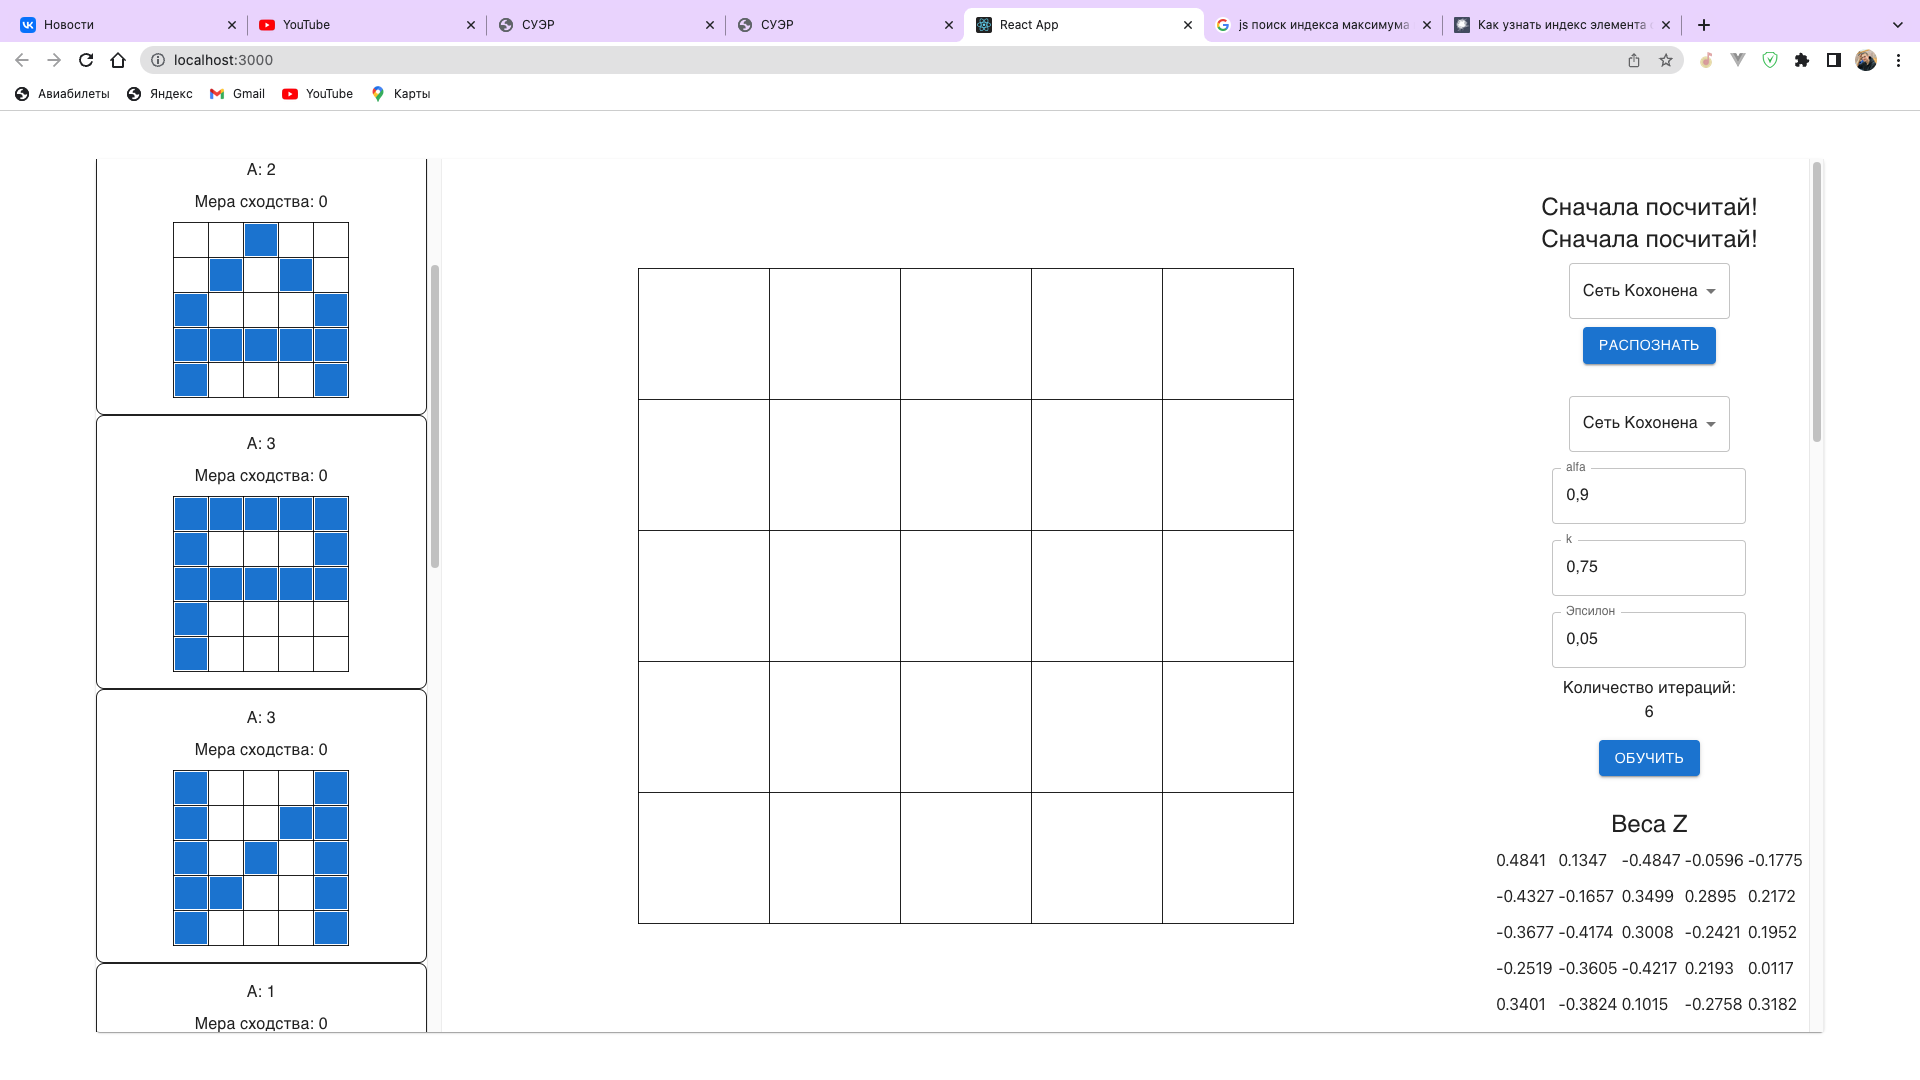 Новости
YouTube
СУЭР
СУЭР
React App
js поиск индекса максимума
Как узнать индекс элемента
localhost:3000
Авиабилеты
Яндекс
Gmail
YouTube
Карты
A: 2
Мера сходства: 0
A: 3
Мера сходства: 0
A: 3
Мера сходства: 0
A: 1
Мера сходства: 0
Сначала посчитай!
Сначала посчитай!
Сеть Кохонена
РАСПОЗНАТЬ
Сеть Кохонена
alfa
0,9
k
0,75
Эпсилон
0,05
Количество итераций:
6
ОБУЧИТЬ
Веса Z
0.4841 0.1347 -0.4847 -0.0596 -0.1775
-0.4327 -0.1657 0.3499 0.2895 0.2172
-0.3677 -0.4174 0.3008 -0.2421 0.1952
-0.2519 -0.3605 -0.4217 0.2193 0.0117
0.3401 -0.3824 0.1015 -0.2758 0.3182